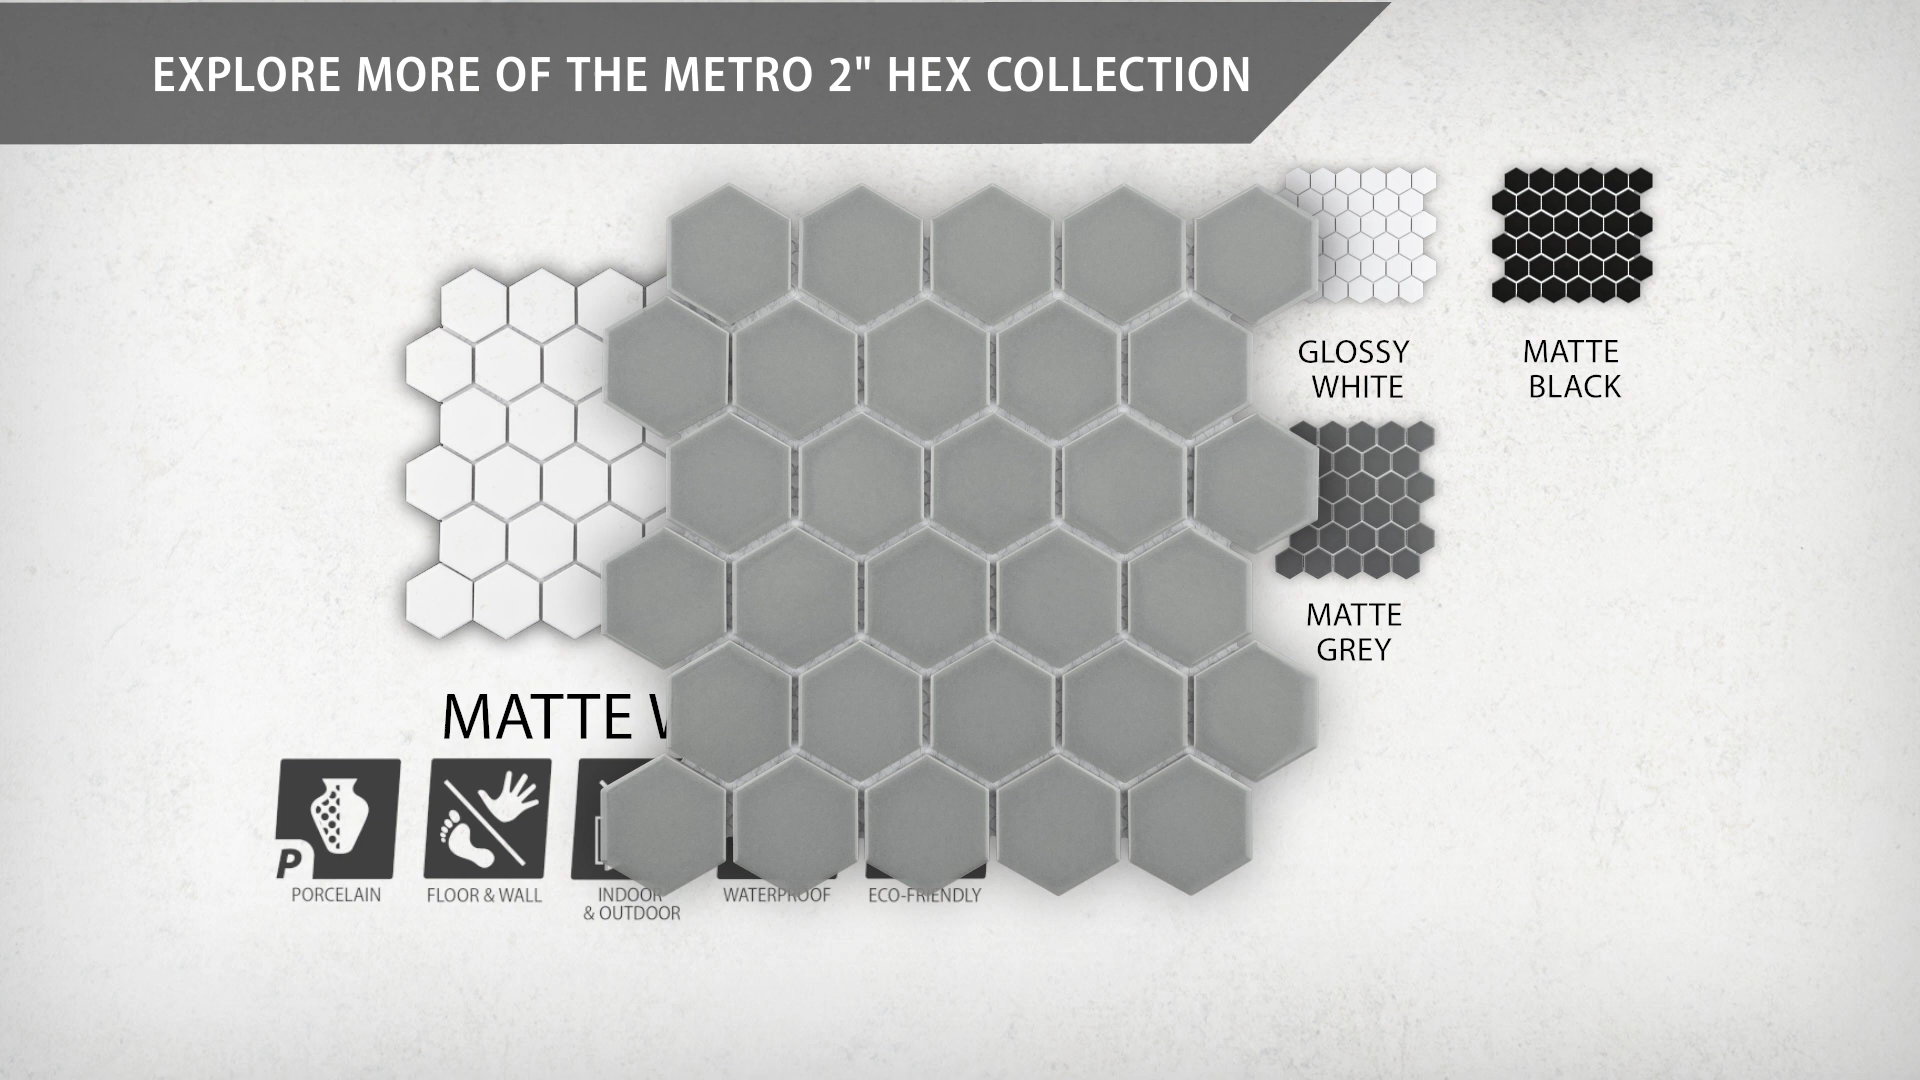 EXPLORE MORE OF THE METRO 2" HEX COLLECTION
GLOSSY
WHITE
MATTE
BLACK
MATTE
GREY
MATTE
P
PORCELAIN
FLOOR & WALL
INDOOR
& OUTDOOR
WATERPROOF
ECO-FRIENDLY